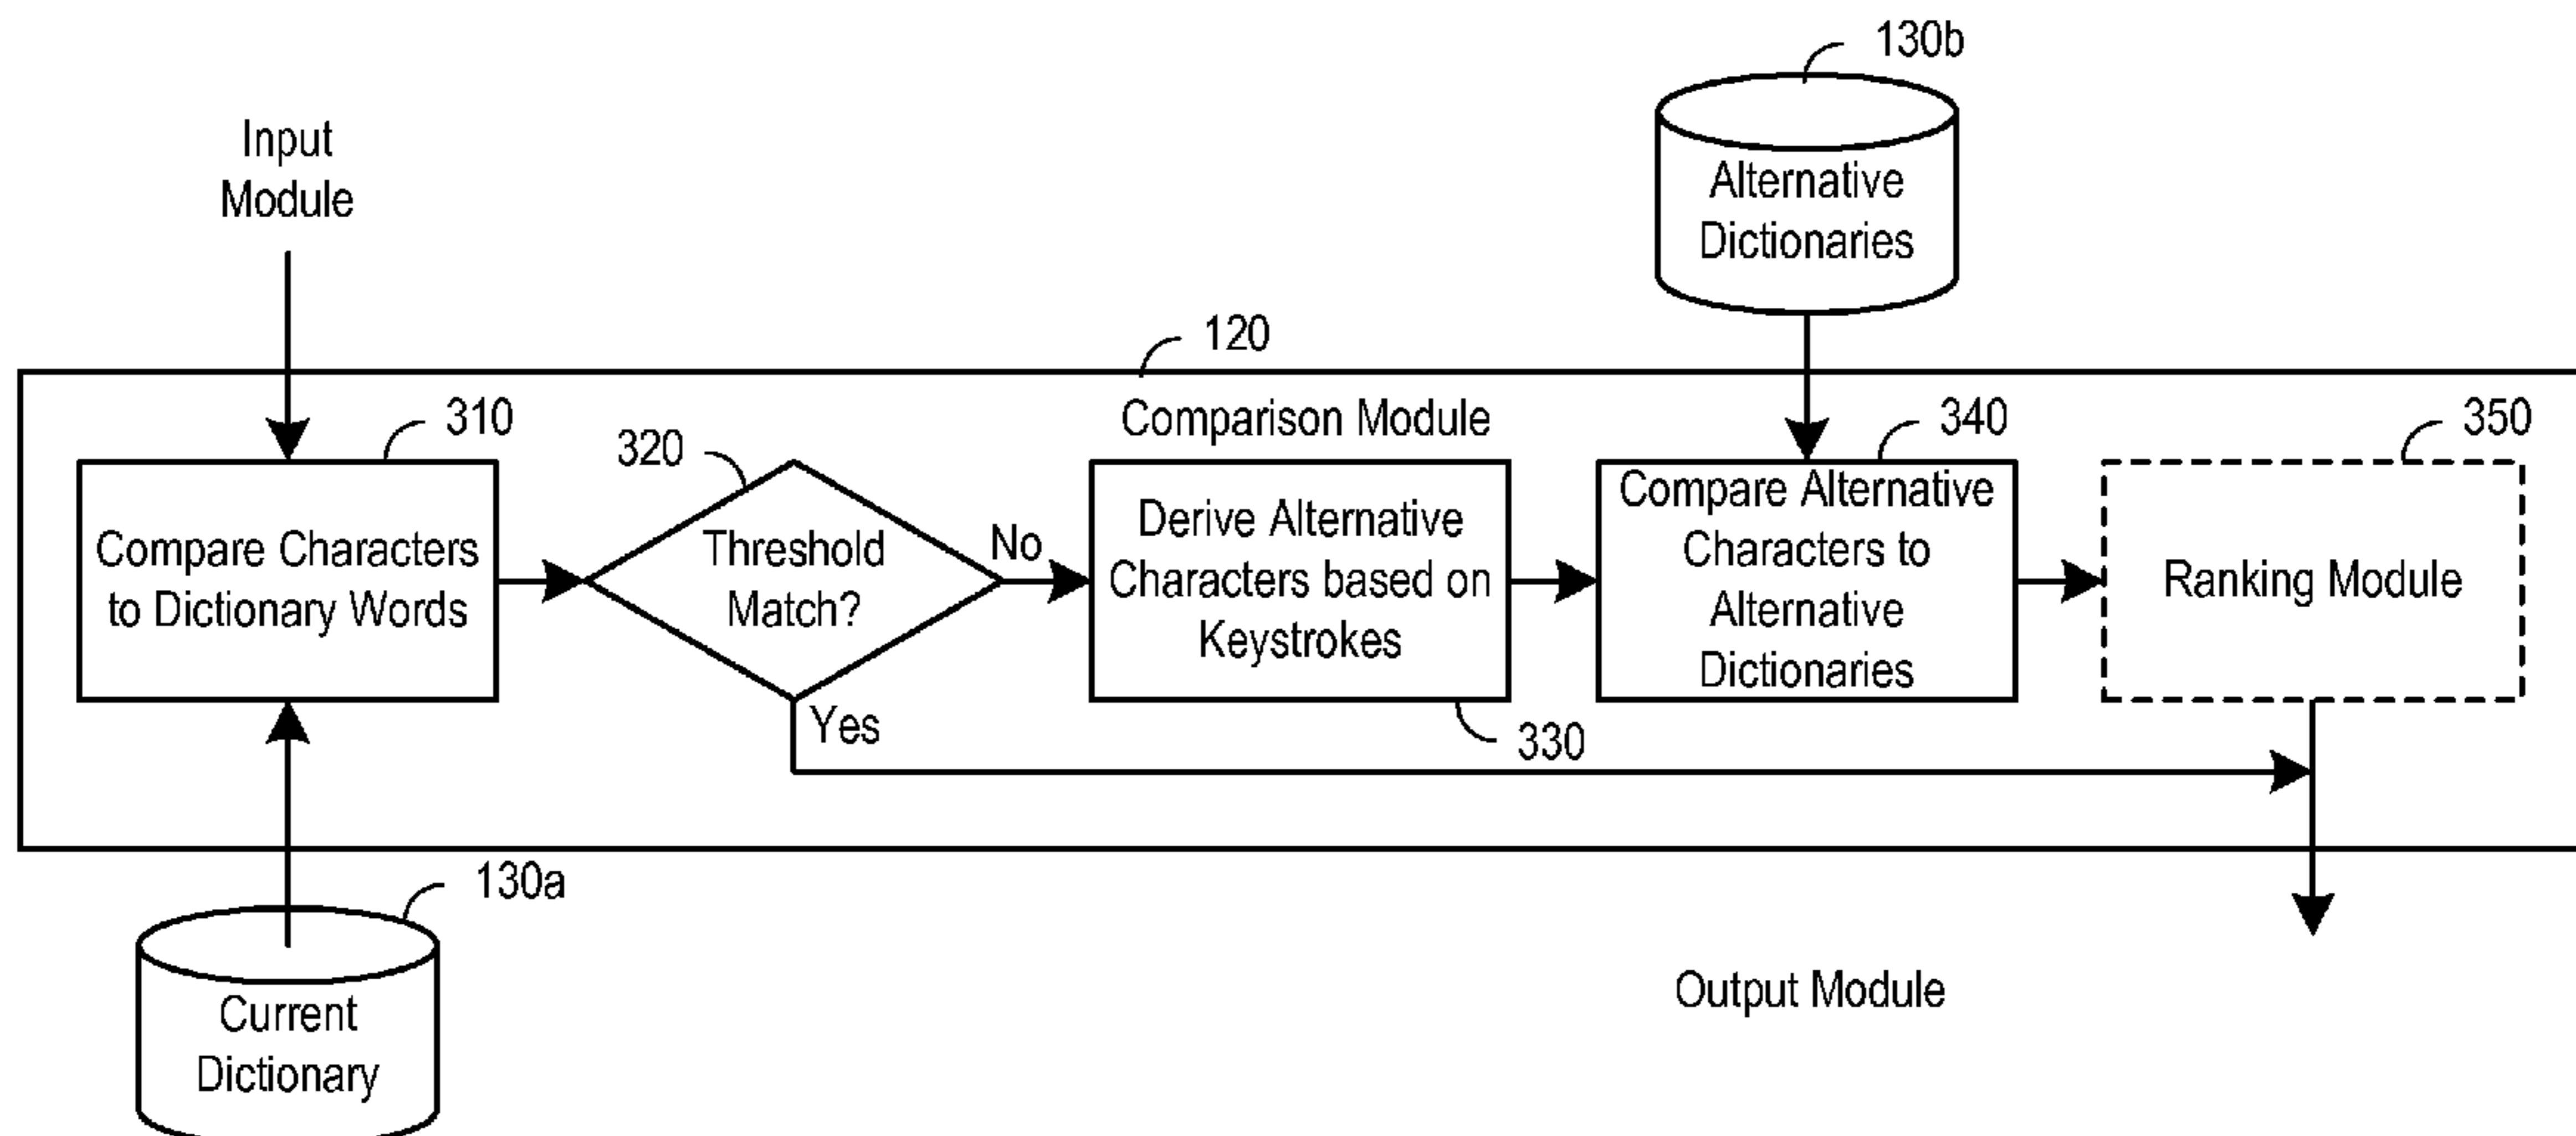 130b
Input
Module
Alternative
Dictionaries
120
Comparison Module
310
320
340
350
Compare Characters
to Dictionary Words
Threshold
Match?
No
Yes
Derive Alternative
Characters based on
Keystrokes
330
Compare Alternative
Characters to
Alternative
Dictionaries
Ranking Module
130a
Current
Dictionary
Output Module